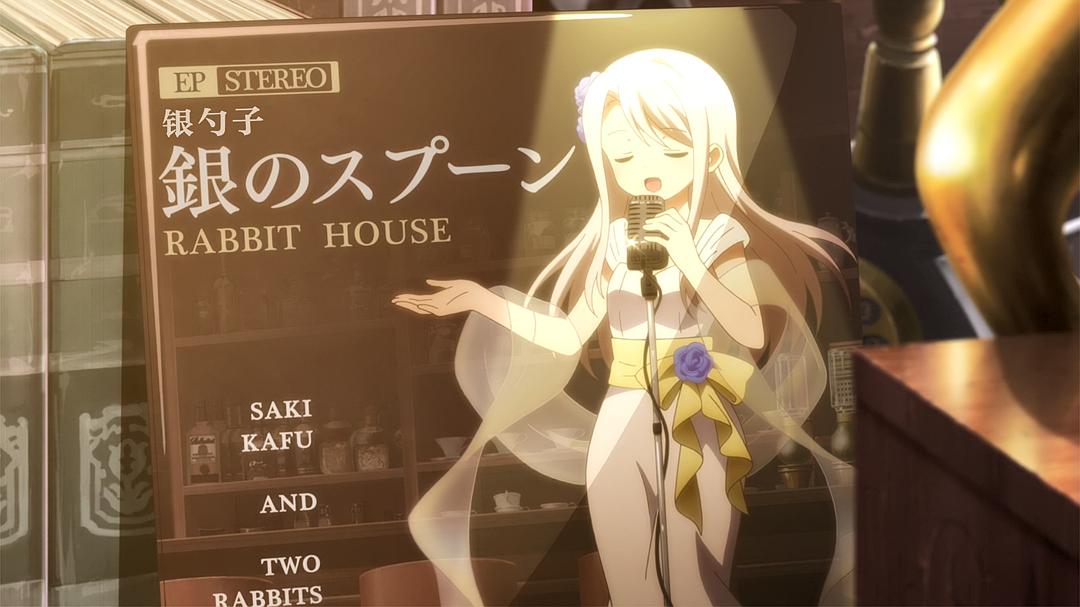 EP STEREO
银勺子
銀のスプーン
RABBIT HOUSE
SAKI
KAFU
AND
TWO
RABBITS